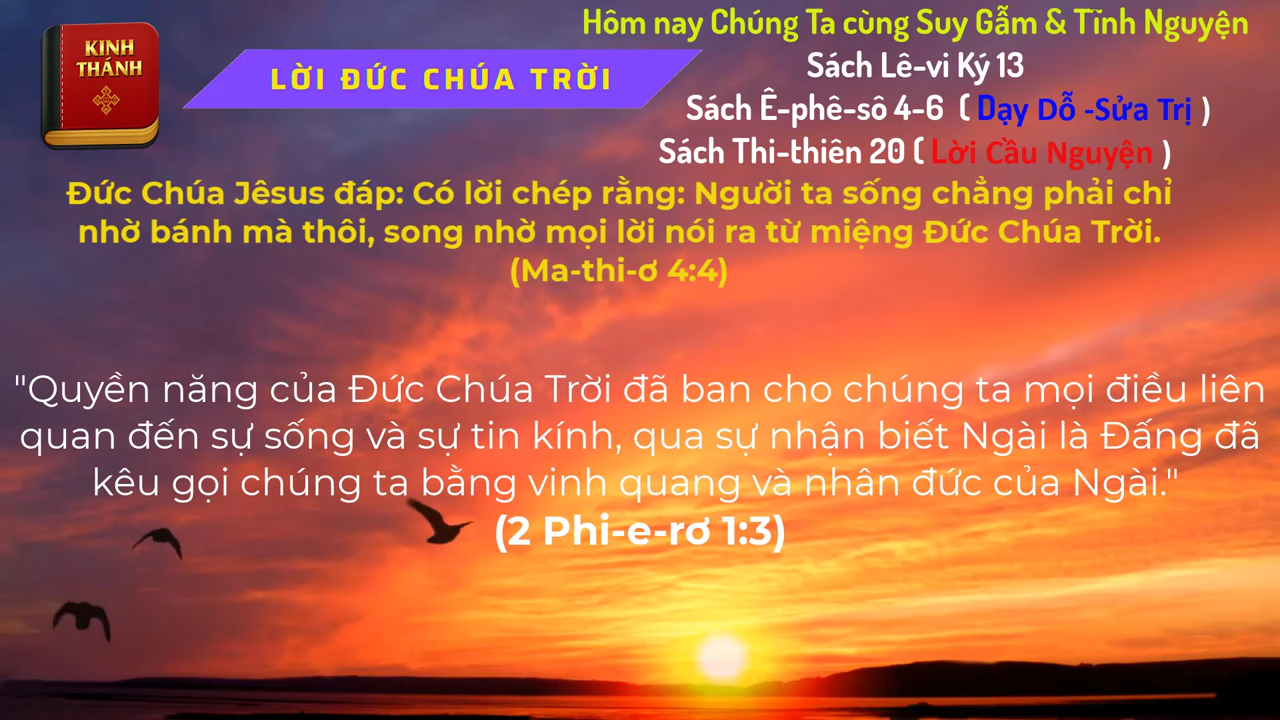 KINH
THÁNH
LỜI ĐỨC CHÚA TRỜI
Hôm nay Chúng Ta cùng Suy Gẫm & Tĩnh Nguyện
Sách Lê-vi Ký 13
Sách Ê-phê-sô 4-6 ( Dạy Dỗ -Sửa Trị )
Sách Thi-thiên 20 ( Lời Cầu Nguyện )
Đức Chúa Jêsus đáp: Có lời chép rằng: Người ta sống chẳng phải chỉ
nhờ bánh mà thôi, song nhờ mọi lời nói ra từ miệng Đức Chúa Trời.
(Ma-thi-ơ 4:4)
"Quyền năng của Đức Chúa Trời đã ban cho chúng ta mọi điều liên
quan đến sự sống và sự tin kính, qua sự nhận biết Ngài là Đấng đã
kêu gọi chúng ta bằng vinh quang và nhân đức của Ngài."
(2 Phi-e-rơ 1:3)